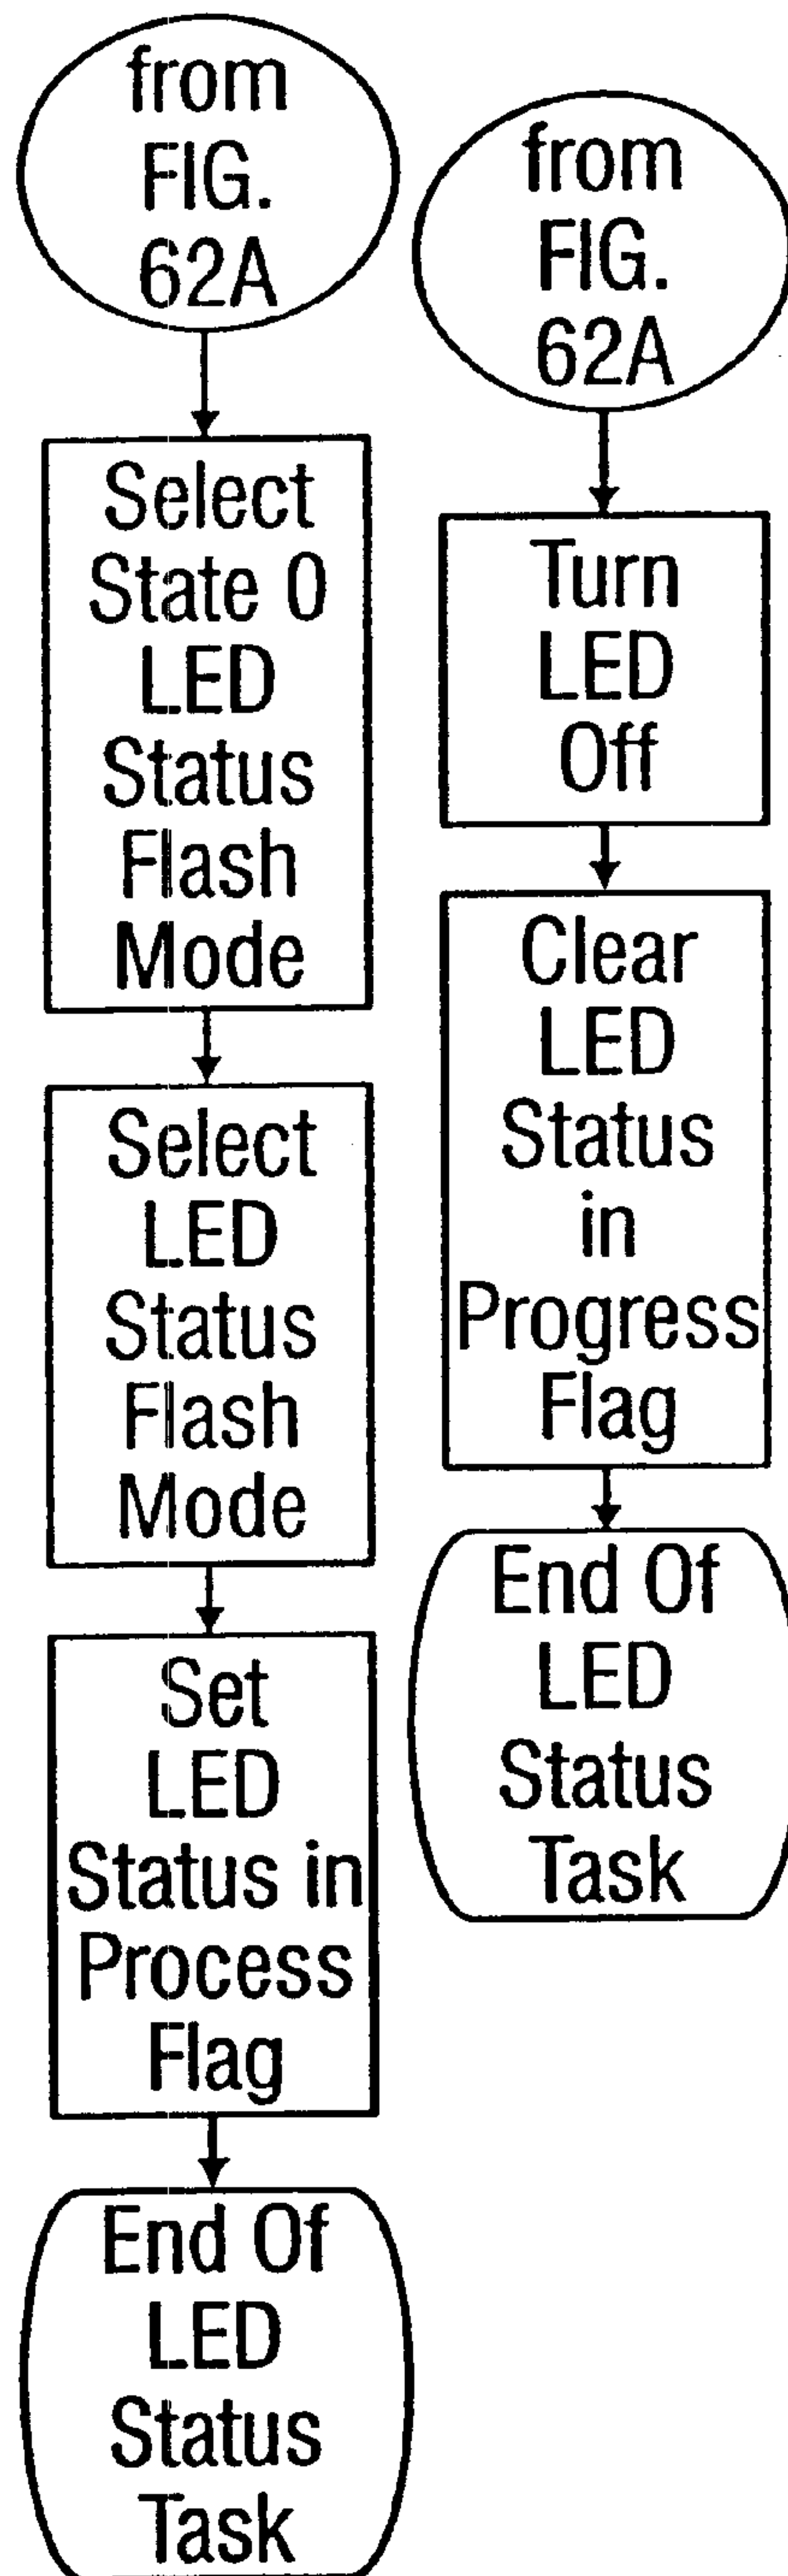 from
FIG.
62A
Select
State 0
LED
Status
Flash
Mode
Select
LED
Status
Flash
Mode
Set
LED
Status in
Process
Flag
End Of
LED
Status
Task
from
FIG.
62A
Turn
LED
Off
Clear
LED
Status
in
Progress
Flag
End Of
LED
Status
Task